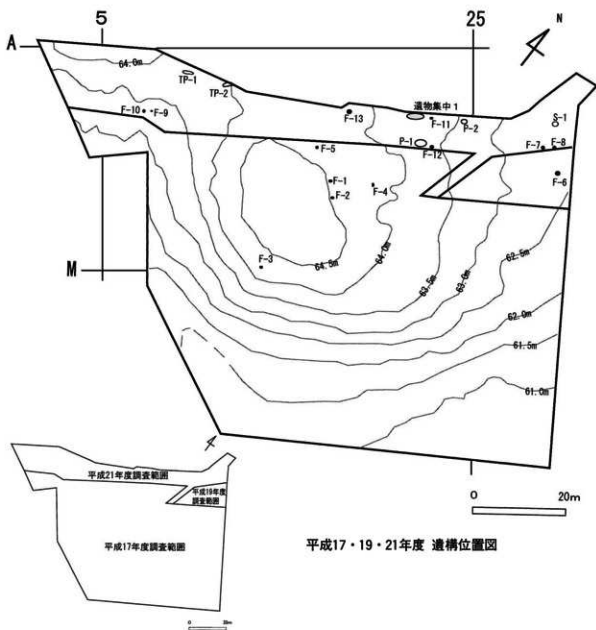 5
25
N
A
64.0m
TP-1
TP-2
遺物集中1
S-1
F-10
F-9
F-13
F-11
P-2
P-1
F-12
F-7
F-8
F-5
F-6
F-1
F-4
F-2
F-3
M
64.5m
64.0m
63.5m
63.0m
62.5m
62.0m
61.5m
61.0m
0 20m
平成21年度調査範囲
平成19年度
調査範囲
平成17年度調査範囲
平成17・19・21年度 遺構位置図
0 20m